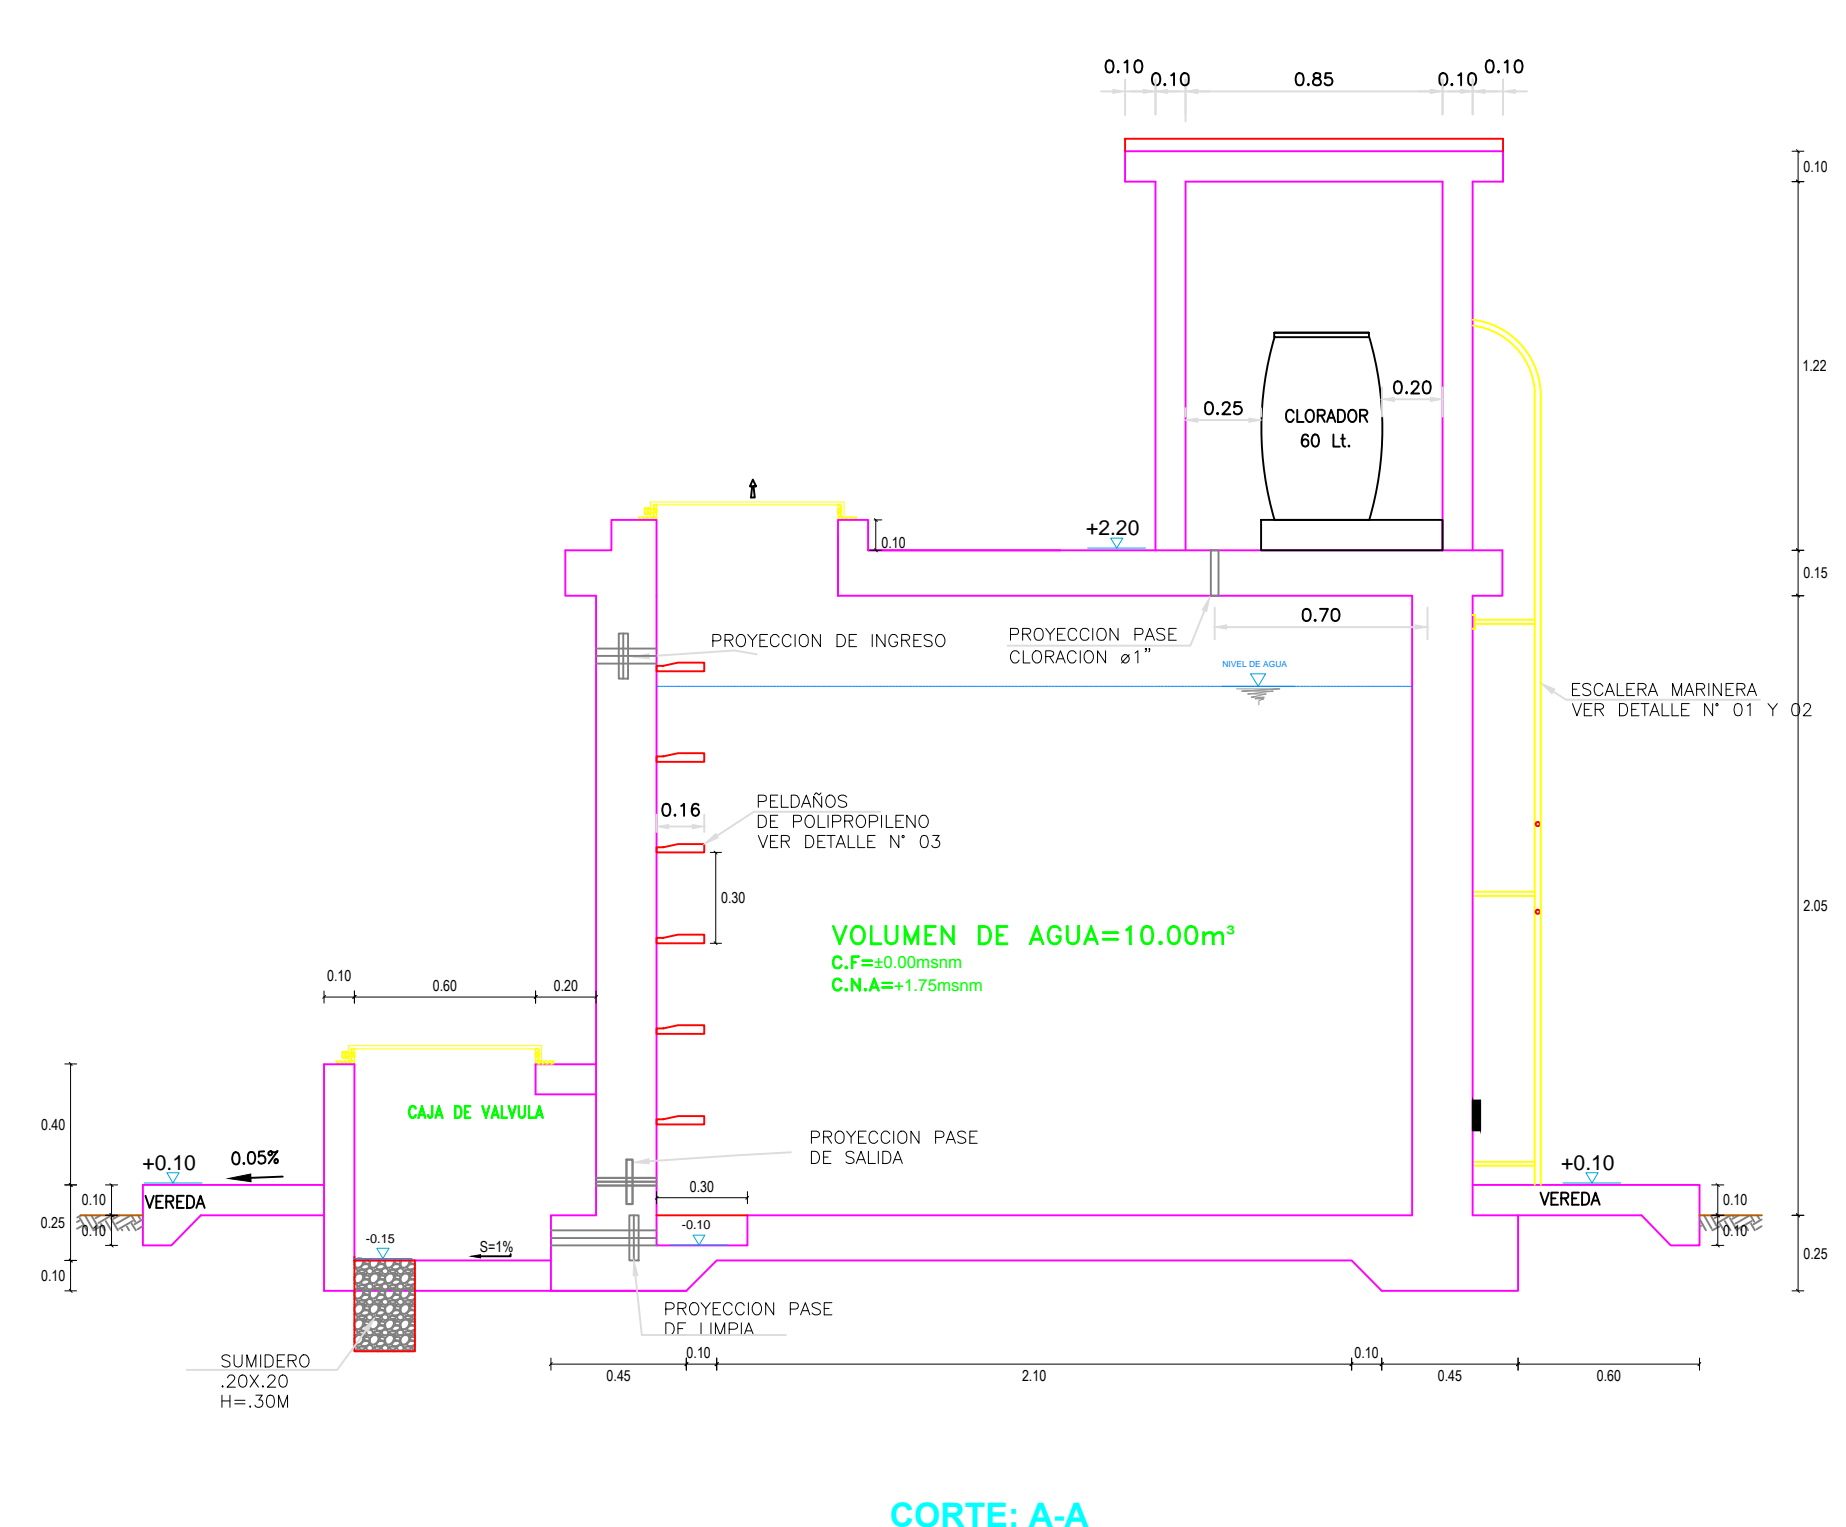 0.10
0.10
0.85
0.10
0.10
0.10
1.22
0.20
0.25
CLORADOR
60 Lt.
+2.20
0.10
0.15
0.70
PROYECCION DE INGRESO
PROYECCION PASE
CLORACION ø1”
NIVEL DE AGUA
ESCALERA MARINERA
VER DETALLE N° 01 Y 02
0.16
PELDAÑOS
DE POLIPROPILENO
VER DETALLE N° 03
0.30
2.05
VOLUMEN DE AGUA=10.00m³
C.F=±0.00msnm
C.N.A=+1.75msnm
0.10
0.60
0.20
CAJA DE VALVULA
0.40
PROYECCION PASE
DE SALIDA
+0.10
0.05%
+0.10
VEREDA
0.10
0.25
0.10
0.10
0.30
-0.10
VEREDA
0.10
0.10
0.25
-0.15
S=1%
PROYECCION PASE
DE LIMPIA
SUMIDERO
.20X.20
H=.30M
0.45
0.10
2.10
0.10
0.45
0.60
CORTE: A-A